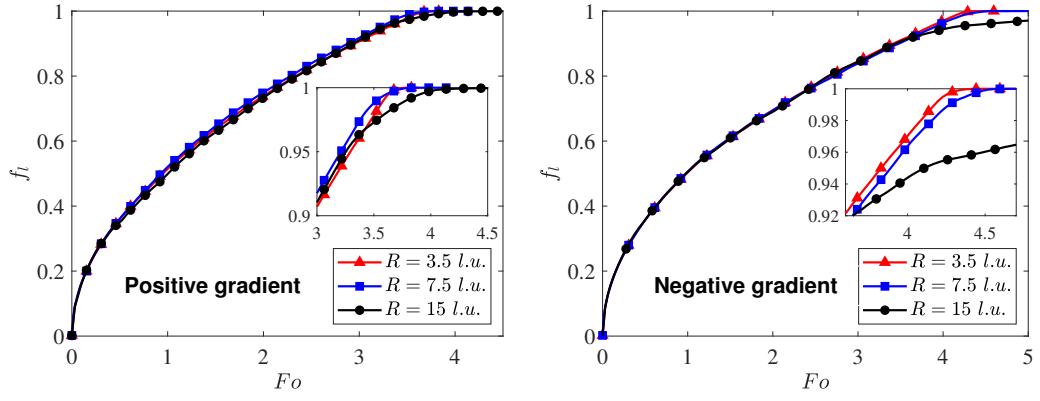 1
0.8
0.6
0.4
0.2
0
f_l
0 1 2 3 4
Fo
1
0.95
0.9
3 3.5 4 4.5
Positive gradient
R = 3.5 l.u.
R = 7.5 l.u.
R = 15 l.u.
1
0.8
0.6
0.4
0.2
0
f_l
0 1 2 3 4 5
Fo
1
0.98
0.96
0.94
0.92
4 4.5
Negative gradient
R = 3.5 l.u.
R = 7.5 l.u.
R = 15 l.u.